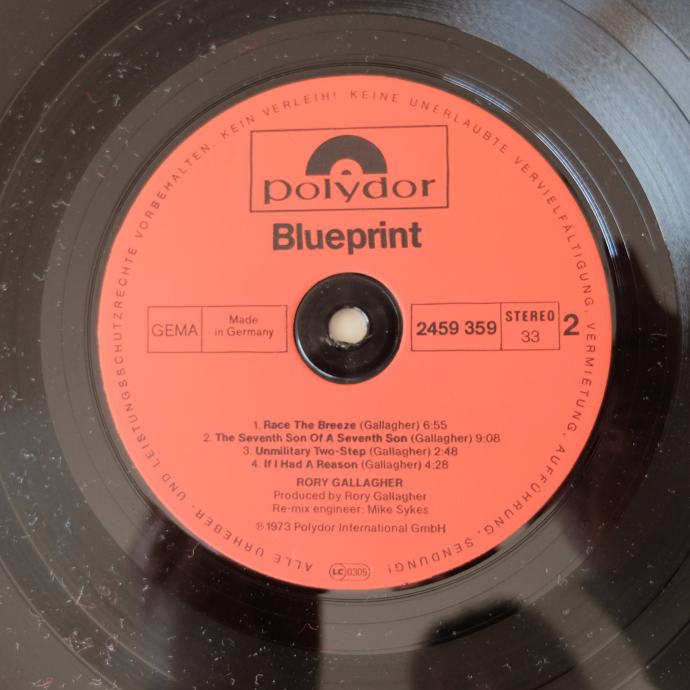 ALLE URHEBER- UND LEISTUNGSSCHUTZRECHTE VORBEHALTEN. KEIN VERLEIH! KEINE UNERLAUBTE VERVIELFÄLTIGUNG, VERMIETUNG, AUFFÜHRUNG, SENDUNG!
polydor
Blueprint
GEMA
Made
in Germany
2459 359
STEREO
33
2
1. Race The Breeze (Gallagher) 6:55
2. The Seventh Son Of A Seventh Son (Gallagher) 9:08
3. Unmilitary Two-Step (Gallagher) 2:48
4. If I Had A Reason (Gallagher) 4:28
RORY GALLAGHER
Produced by Rory Gallagher
Re-mix engineer: Mike Sykes
℗ 1973 Polydor International GmbH
LC 0309